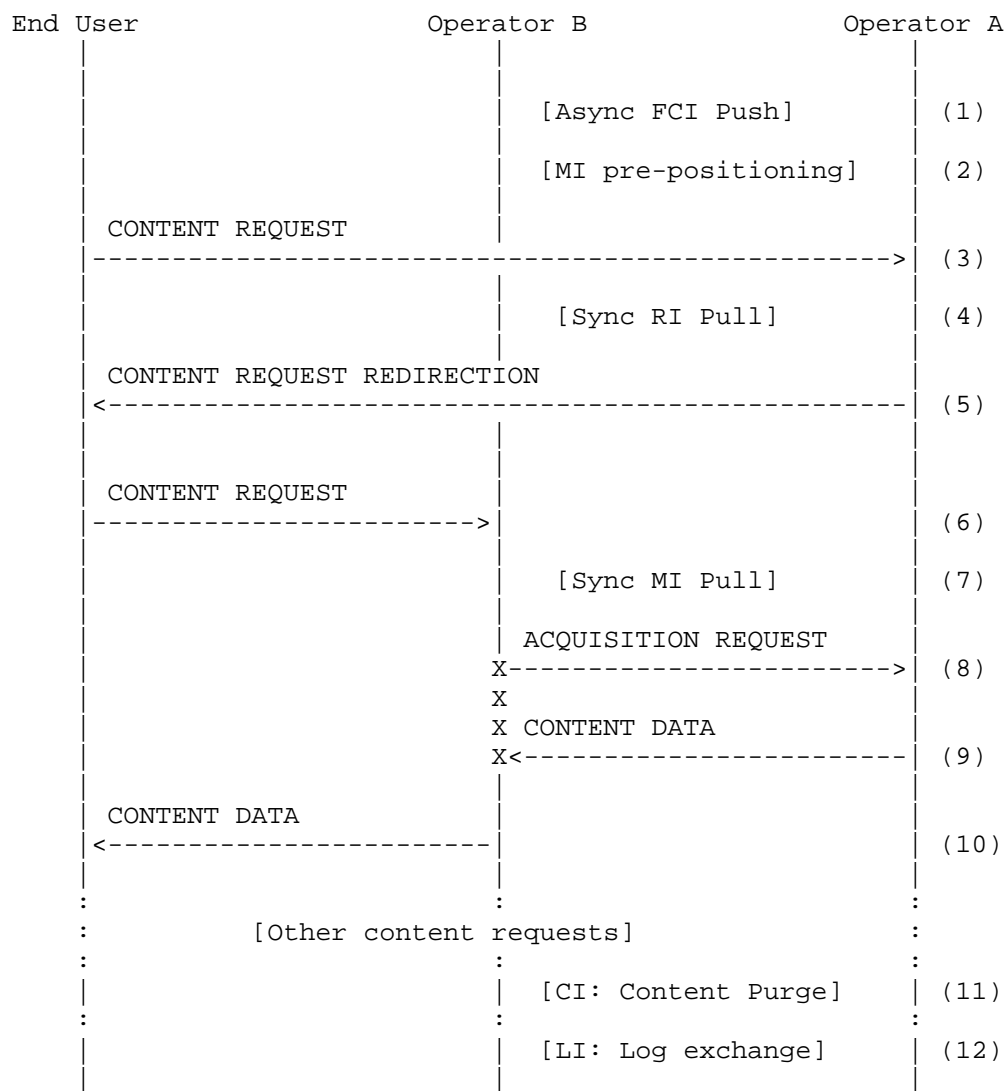 End User Operator B Operator A
[Async FCI Push] (1)
[MI pre-positioning] (2)
CONTENT REQUEST
(3)
[Sync RI Pull] (4)
CONTENT REQUEST REDIRECTION
(5)
CONTENT REQUEST
(6)
[Sync MI Pull] (7)
ACQUISITION REQUEST
X (8)
X
X CONTENT DATA
X (9)
CONTENT DATA
(10)
[Other content requests]
[CI: Content Purge] (11)
[LI: Log exchange] (12)